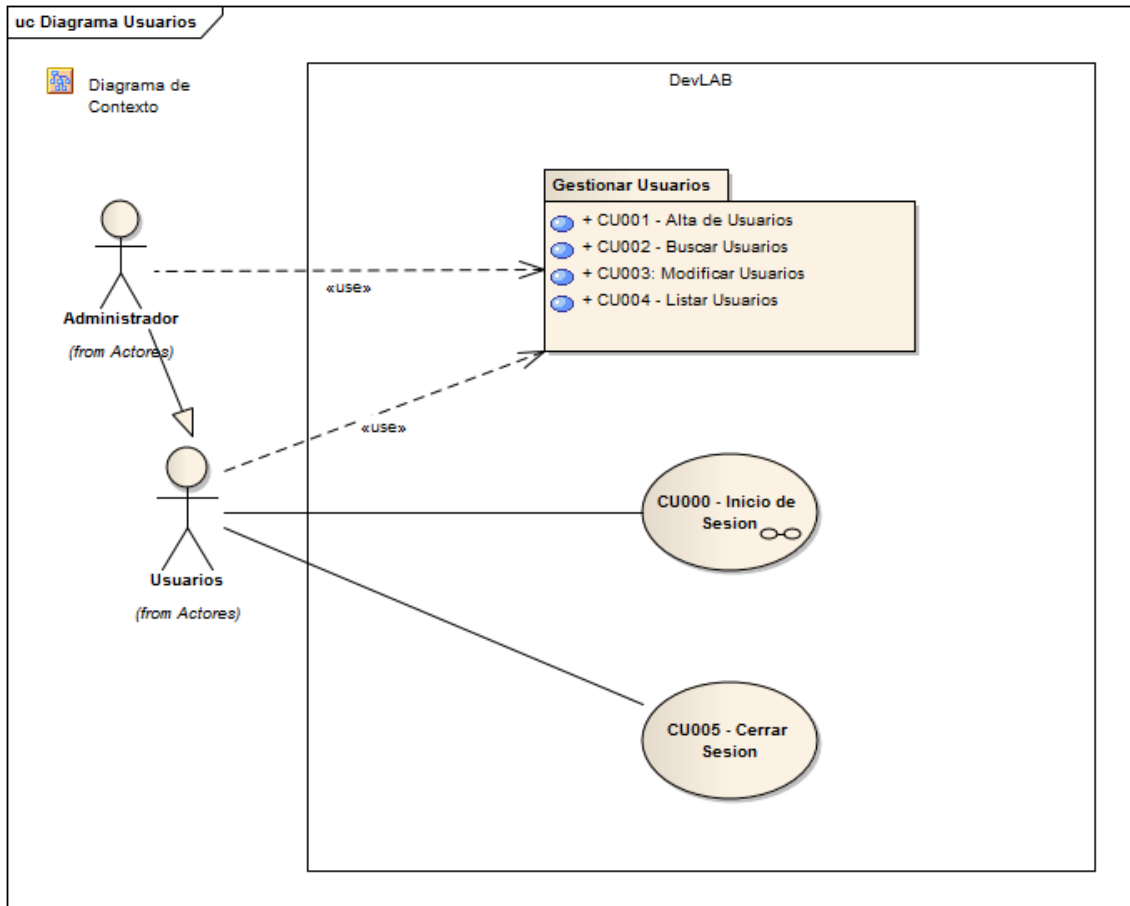 uc Diagrama Usuarios
Diagrama de
Contexto
DevLAB
Gestionar Usuarios
+ CU001 - Alta de Usuarios
+ CU002 - Buscar Usuarios
+ CU003: Modificar Usuarios
+ CU004 - Listar Usuarios
«use»
Administrador
(from Actores)
«use»
CU000 - Inicio de
Sesion
Usuarios
(from Actores)
CU005 - Cerrar
Sesion